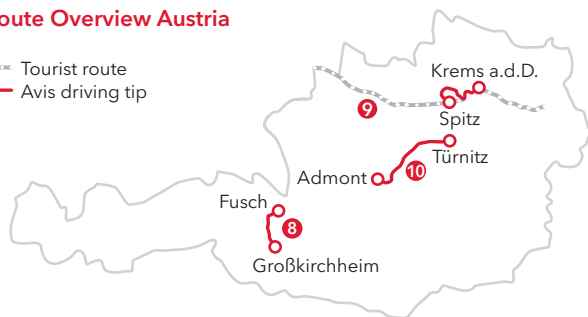 oute Overview Austria
Tourist route
Avis driving tip
Krems a.d.D.
9
Spitz
Türnitz
10
Admont
Fusch
8
Großkirchheim